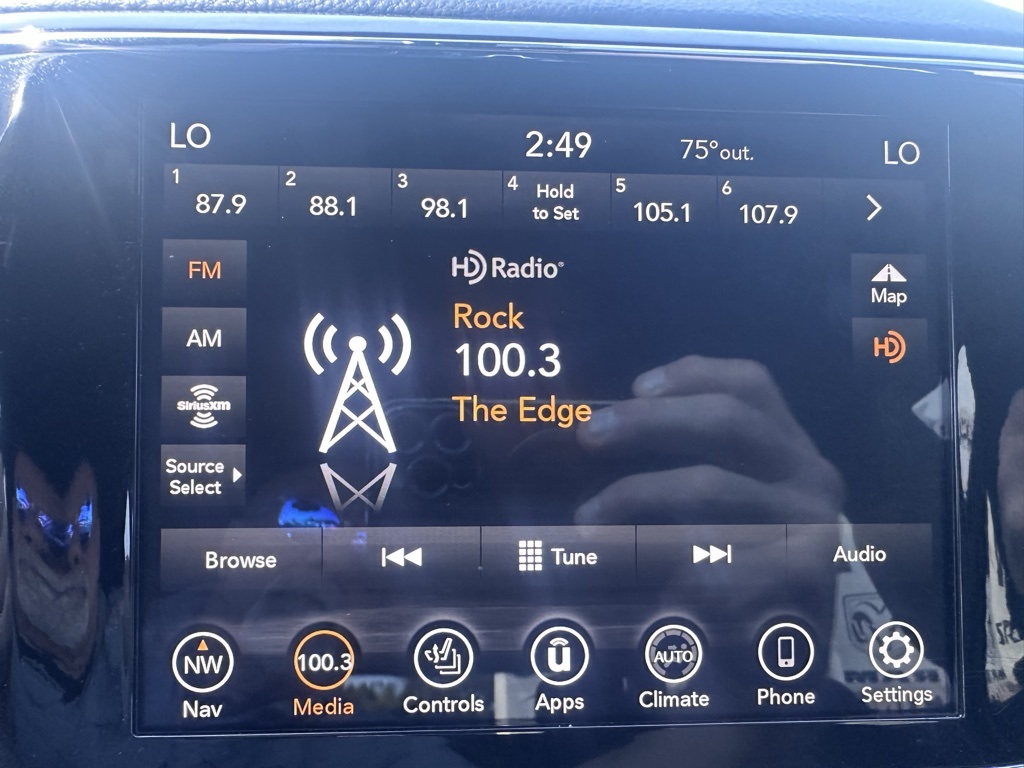 LO 2:49 75°out. LO
1 87.9 2 88.1 3 98.1 4 Hold to Set 5 105.1 6 107.9
HD Radio®
FM
Rock
Map
AM
100.3
HD
SiriusXM
The Edge
Source
Select
Browse Tune Audio
NW 100.3 AUTO
Nav Media Controls Apps Climate Phone Settings